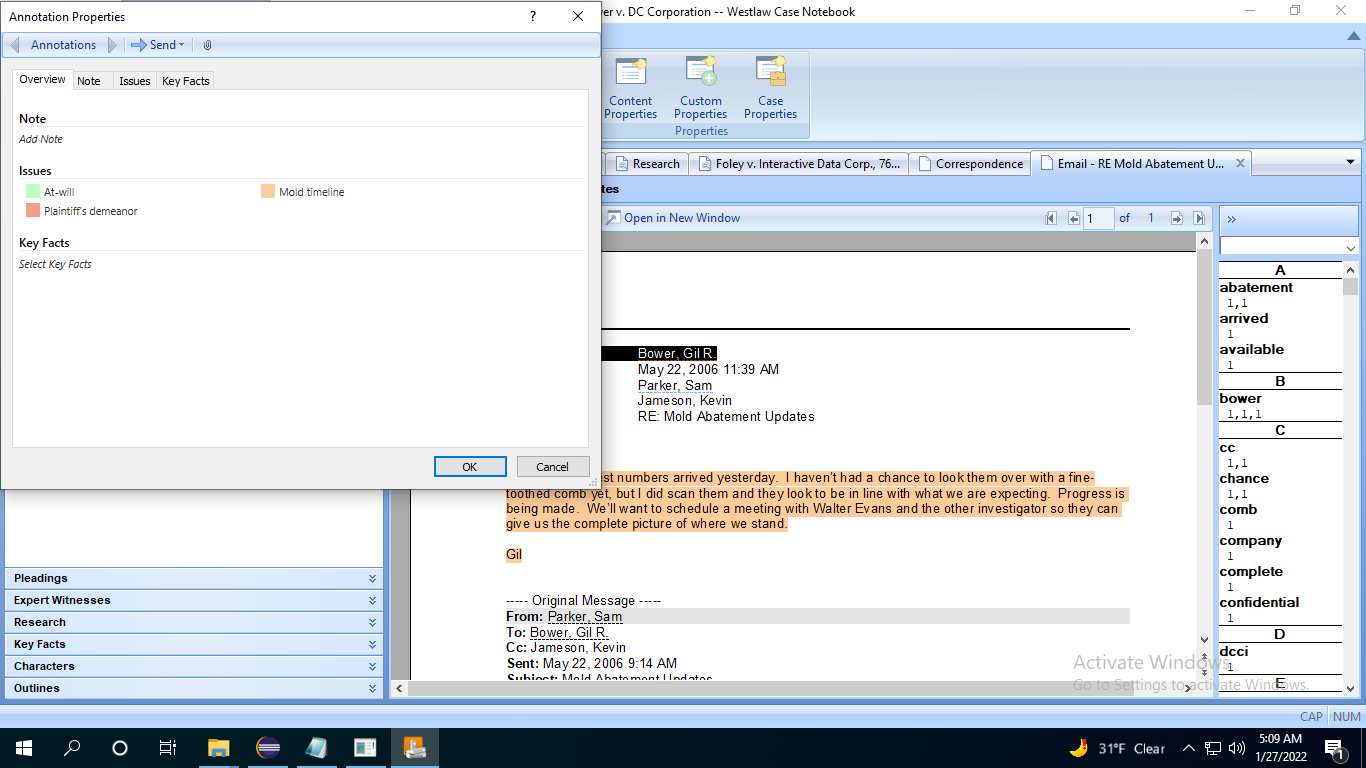 Annotation Properties
?
er v. DC Corporation -- Westlaw Case Notebook
Annotations
Send
Overview
Note
Issues
Key Facts
Note
Add Note
Issues
At-will
Mold timeline
Plaintiff's demeanor
Key Facts
Select Key Facts
OK
Cancel
Content Properties
Custom Properties
Case Properties
Properties
Research
Foley v. Interactive Data Corp., 76...
Correspondence
Email - RE Mold Abatement U...
tes
Open in New Window
1 of 1
Bower, Gil R.
May 22, 2006 11:39 AM
Parker, Sam
Jameson, Kevin
RE: Mold Abatement Updates
st numbers arrived yesterday. I haven't had a chance to look them over with a fine-
toothed comb yet, but I did scan them and they look to be in line with what we are expecting. Progress is
being made. We'll want to schedule a meeting with Walter Evans and the other investigator so they can
give us the complete picture of where we stand.
Gil
----- Original Message -----
From: Parker, Sam
To: Bower, Gil R.
Cc: Jameson, Kevin
Sent: May 22, 2006 9:14 AM
Subject: Mold Abatement Updates
A
abatement
1,1
arrived
1
available
1
B
bower
1,1,1
C
cc
1,1
chance
1,1
comb
1
company
1
complete
1
confidential
1
D
dcci
1
E
Pleadings
Expert Witnesses
Research
Key Facts
Characters
Outlines
Activate Windows
Go to Settings to activate Windows.
CAP NUM
31°F Clear
5:09 AM
1/27/2022
1